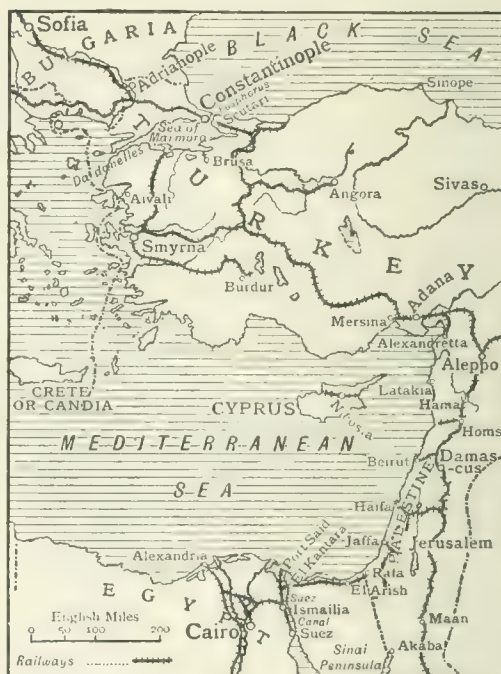 Sofia
BULGARIA
BLACK SEA
Adrianople
Constantinople
Bosphorus
Scutari
Sinope
Sea of
Marmora
Dardanelles
Brusa
TURKEY
Aivali
Angora
Sivas
Smyrna
Burdur
Mersina
Adana
Alexandretta
Aleppo
CRETE
OR CANDIA
CYPRUS
Nicosia
Latakia
Hama
Homs
MEDITERRANEAN
SEA
Beirut
Damas-
cus
PALESTINE
Haifa
Jaffa
Jerusalem
Alexandria
Port Said
El Kantara
Rafa
El Arish
EGYPT
English Miles
0 50 100 200
Suez
Canal
Ismailia
Cairo
Suez
Maan
Sinai
Peninsula
Akaba
Railways